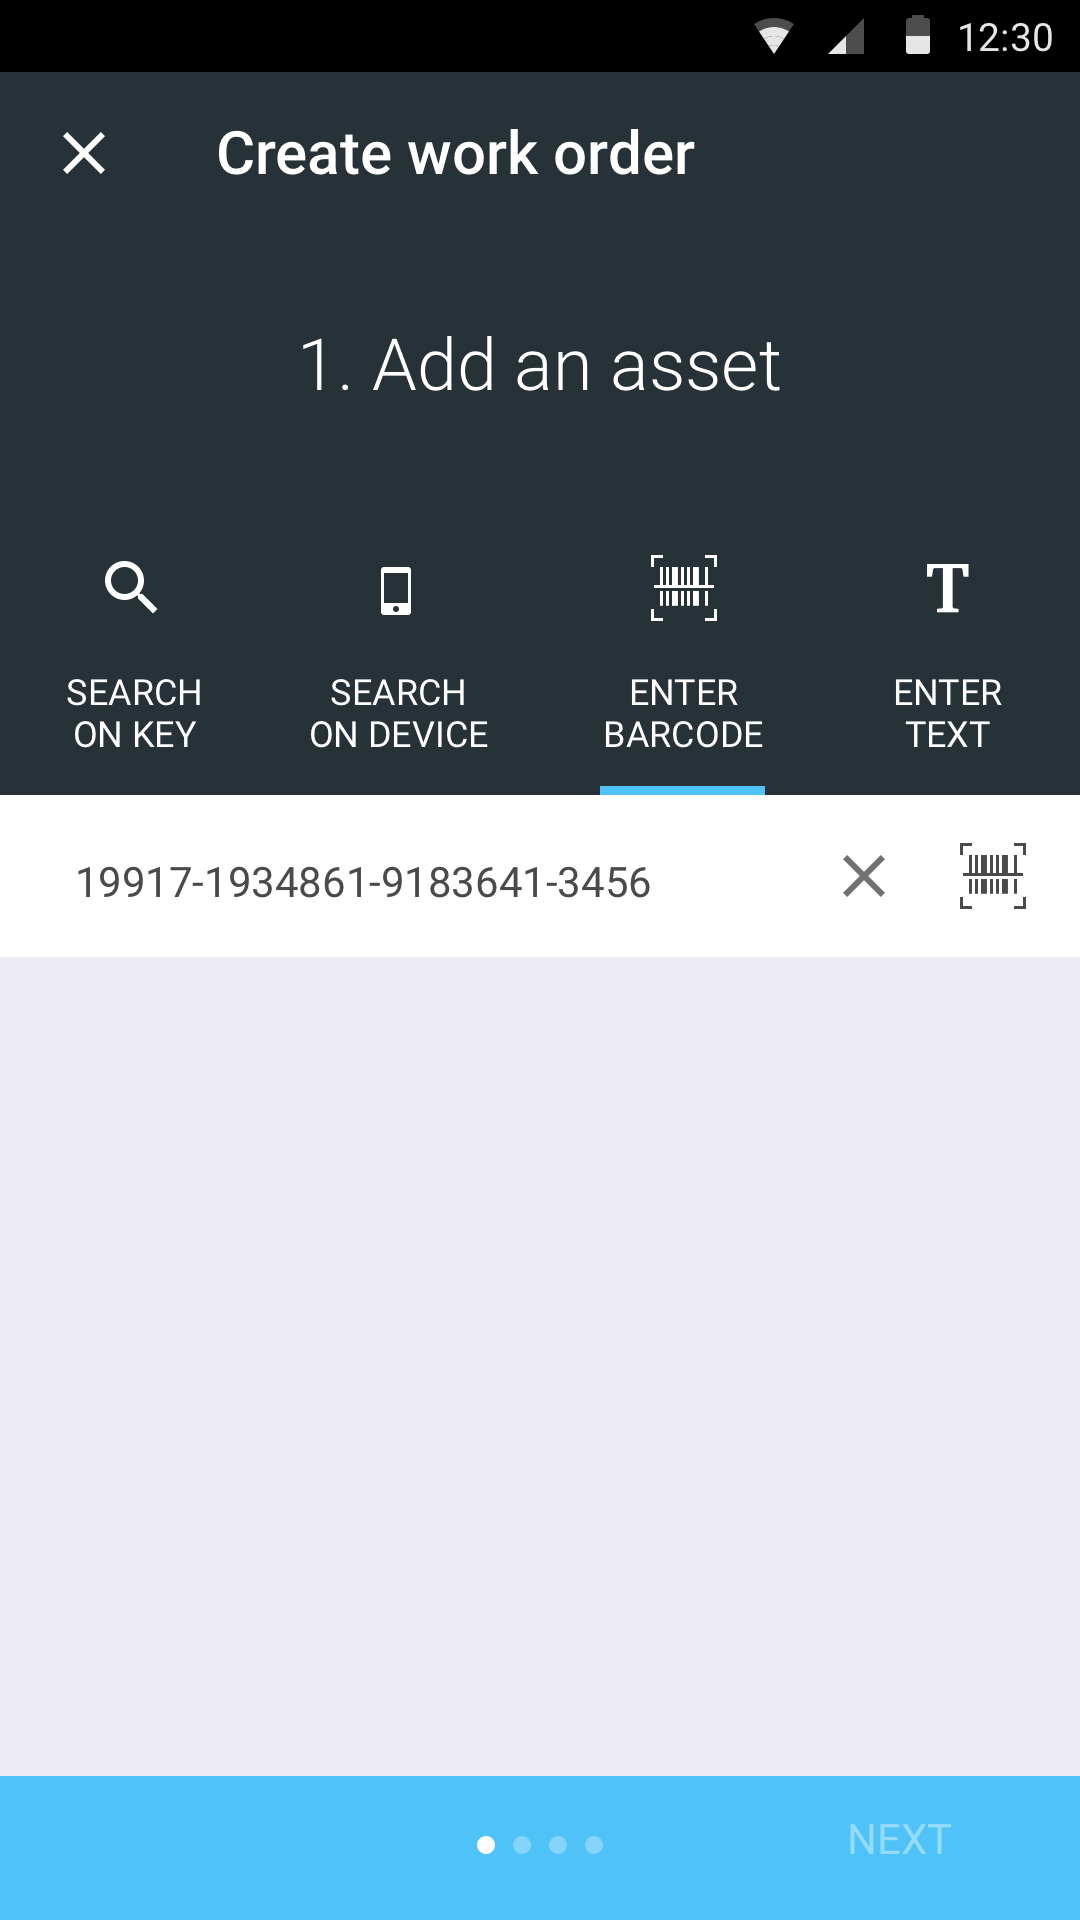 12:30
Create work order
1. Add an asset
T
SEARCH
ON KEY
SEARCH
ON DEVICE
ENTER
BARCODE
ENTER
TEXT
19917-1934861-9183641-3456
NEXT